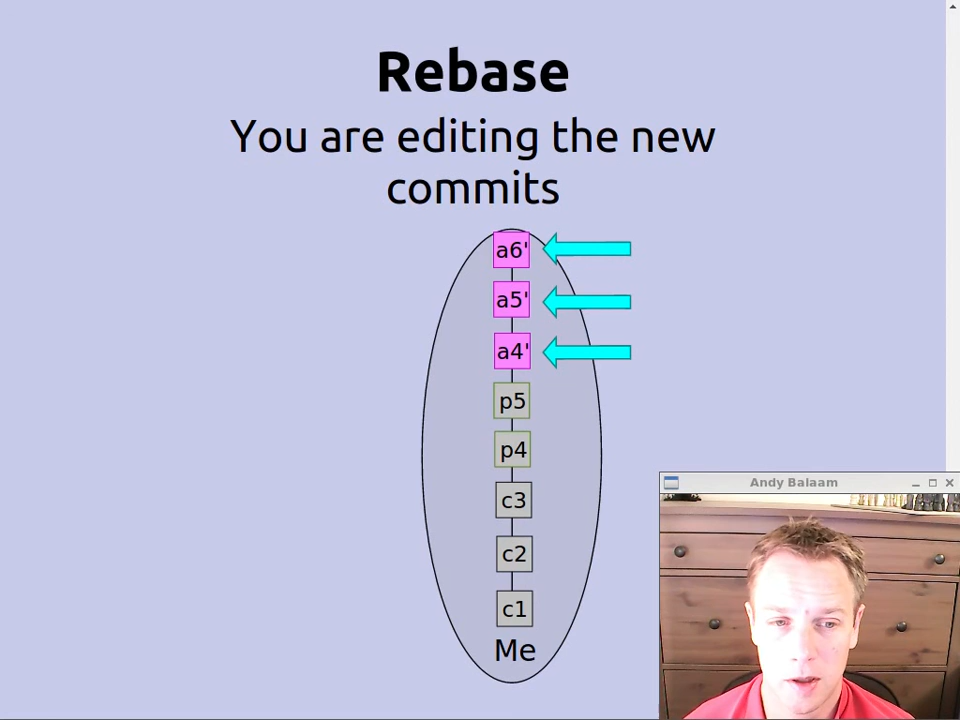 Rebase
You are editing the new
commits
a6'
a5'
a4'
p5
p4
c3
c2
c1
Me
Andy Balaam